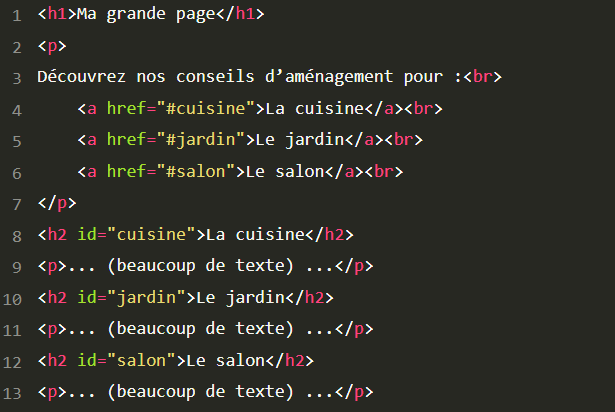 1 <h1>Ma grande page</h1>
2 <p>
3 Découvrez nos conseils d’aménagement pour :<br>
4     <a href="#cuisine">La cuisine</a><br>
5     <a href="#jardin">Le jardin</a><br>
6     <a href="#salon">Le salon</a><br>
7 </p>
8 <h2 id="cuisine">La cuisine</h2>
9 <p>... (beaucoup de texte) ...</p>
10 <h2 id="jardin">Le jardin</h2>
11 <p>... (beaucoup de texte) ...</p>
12 <h2 id="salon">Le salon</h2>
13 <p>... (beaucoup de texte) ...</p>